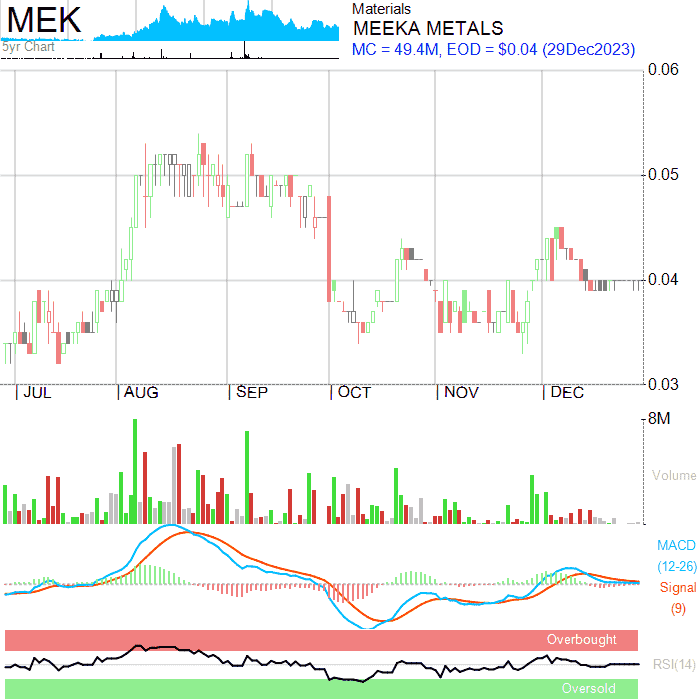 MEK
5yr Chart
Materials
MEEKA METALS
MC = 49.4M, EOD = $0.04 (29Dec2023)
0.06
0.05
0.04
0.03
JUL AUG SEP OCT NOV DEC
8M
Volume
MACD
(12-26)
Signal
(9)
Overbought
RSI(14)
Oversold